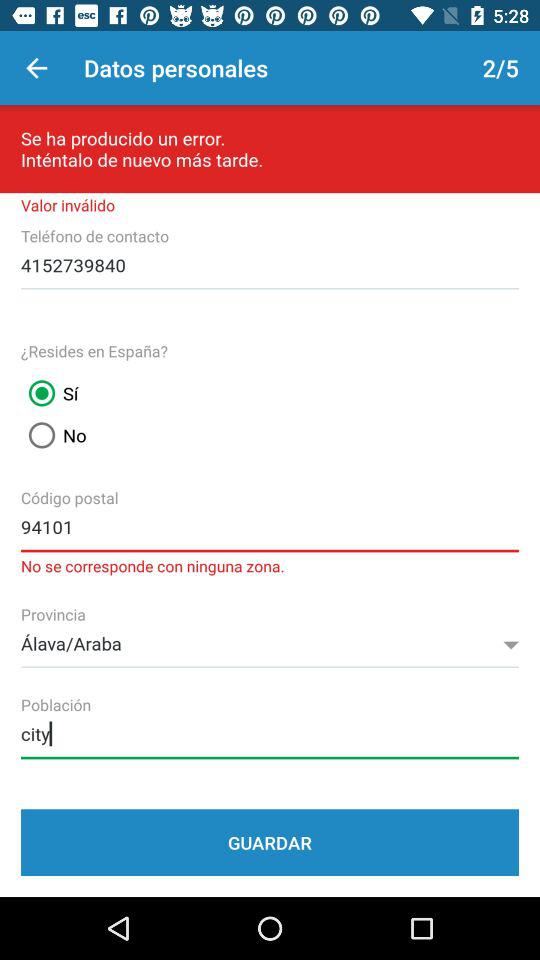 esc
5:28
Datos personales
2/5
Se ha producido un error.
Inténtalo de nuevo más tarde.
Valor inválido
Teléfono de contacto
4152739840
¿Resides en España?
Sí
No
Código postal
94101
No se corresponde con ninguna zona.
Provincia
Álava/Araba
Población
city
GUARDAR